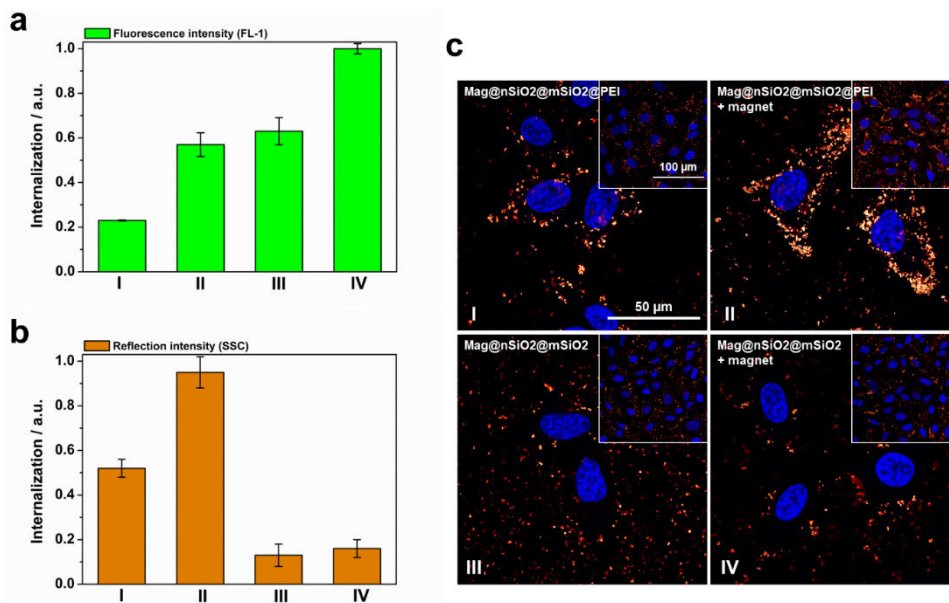 a
Fluorescence intensity (FL-1)
Internalization / a.u.
1.0
0.8
0.6
0.4
0.2
0.0
I II III IV
b
Reflection intensity (SSC)
Internalization / a.u.
1.0
0.8
0.6
0.4
0.2
0.0
I II III IV
c
Mag@nSiO2@mSiO2@PEI
100 µm
I
50 µm
Mag@nSiO2@mSiO2@PEI
+ magnet
II
Mag@nSiO2@mSiO2
III
Mag@nSiO2@mSiO2
+ magnet
IV